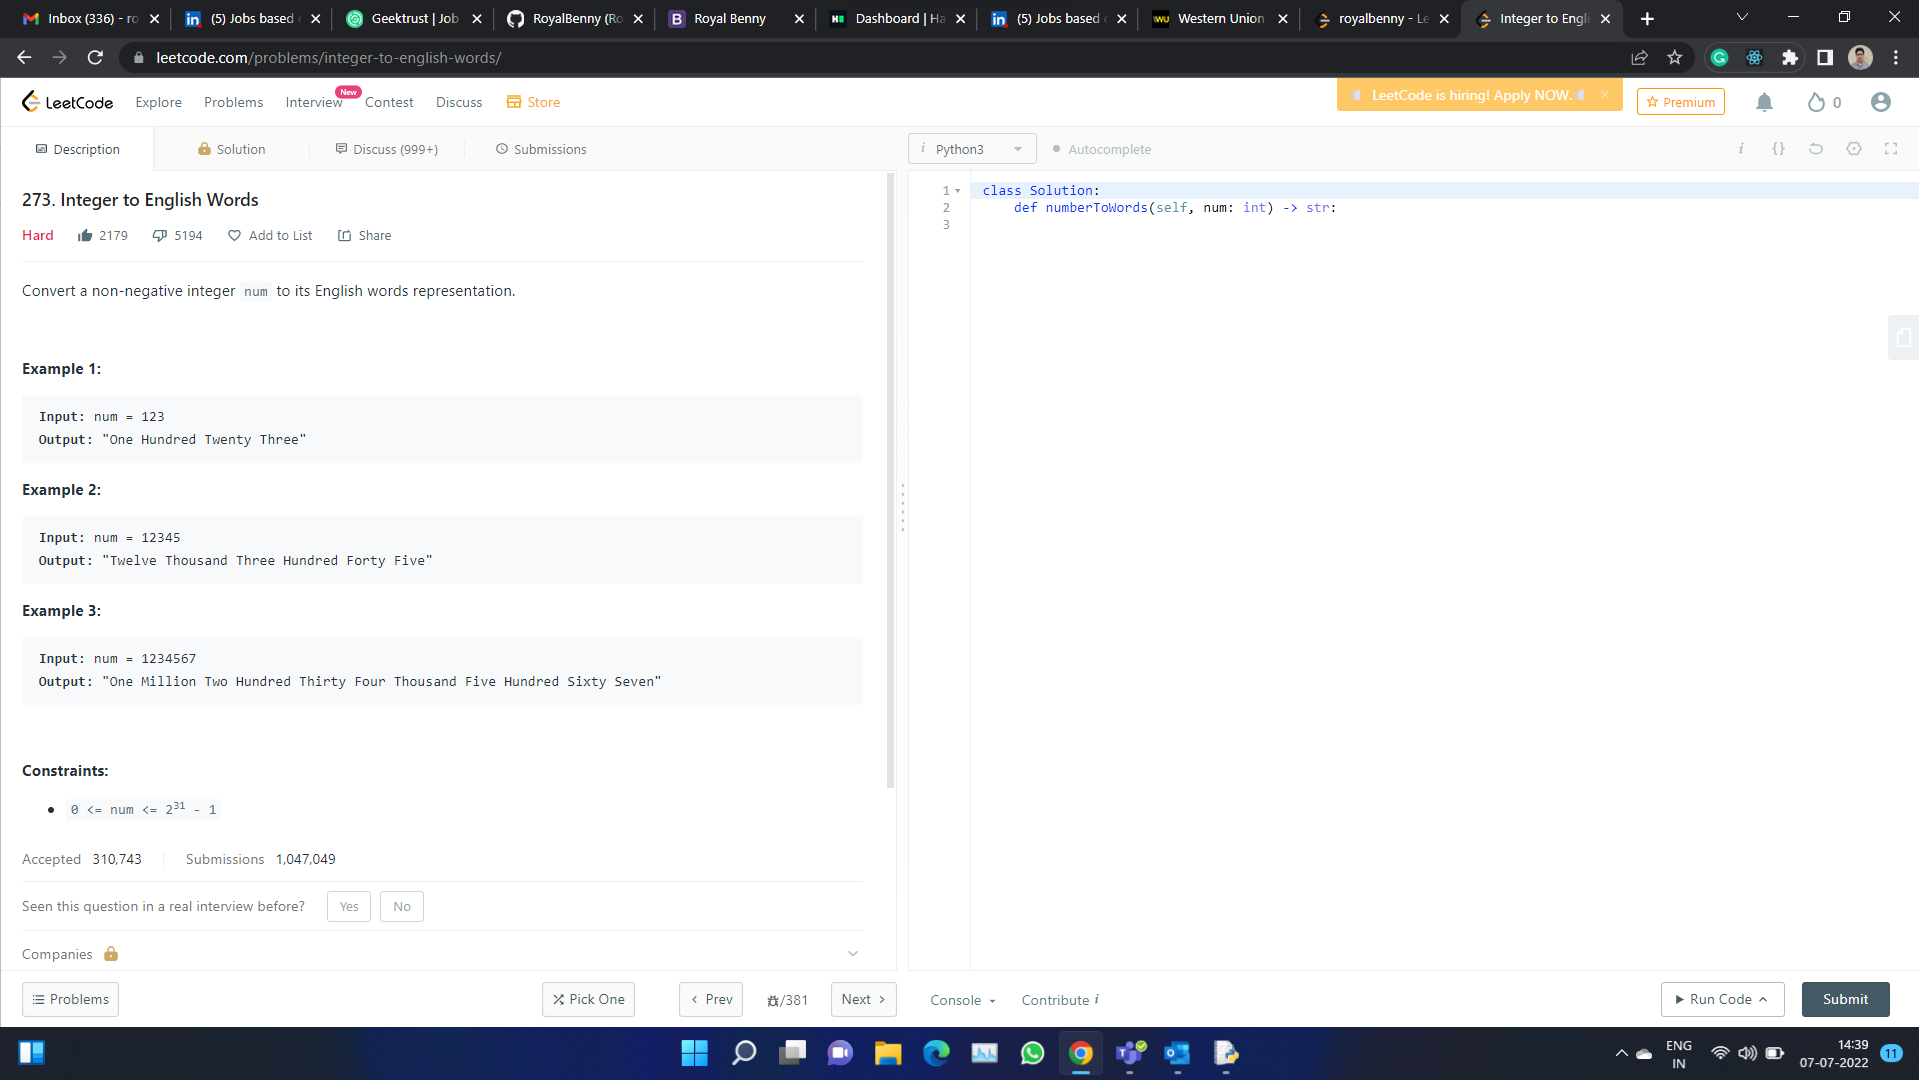 Inbox (336) - ro
(5) Jobs based
Geektrust | Job
RoyalBenny (Ro
Royal Benny
Dashboard | Ha
(5) Jobs based
Western Union
royalbenny - Le
Integer to Engli
leetcode.com/problems/integer-to-english-words/
LeetCode Explore Problems Interview New Contest Discuss Store
LeetCode is hiring! Apply NOW.
Premium
0
Description
Solution
Discuss (999+)
Submissions
i Python3
Autocomplete
i {}
273. Integer to English Words
Hard 2179 5194 Add to List Share
Convert a non-negative integer num to its English words representation.
Example 1:
Input: num = 123
Output: "One Hundred Twenty Three"
Example 2:
Input: num = 12345
Output: "Twelve Thousand Three Hundred Forty Five"
Example 3:
Input: num = 1234567
Output: "One Million Two Hundred Thirty Four Thousand Five Hundred Sixty Seven"
Constraints:
0 <= num <= 2³¹ - 1
Accepted 310,743 Submissions 1,047,049
Seen this question in a real interview before? Yes No
Companies
1 class Solution:
2 def numberToWords(self, num: int) -> str:
3
Problems
Pick One
Prev
/381
Next
Console
Contribute i
Run Code
Submit
ENG
IN
14:39
07-07-2022
11